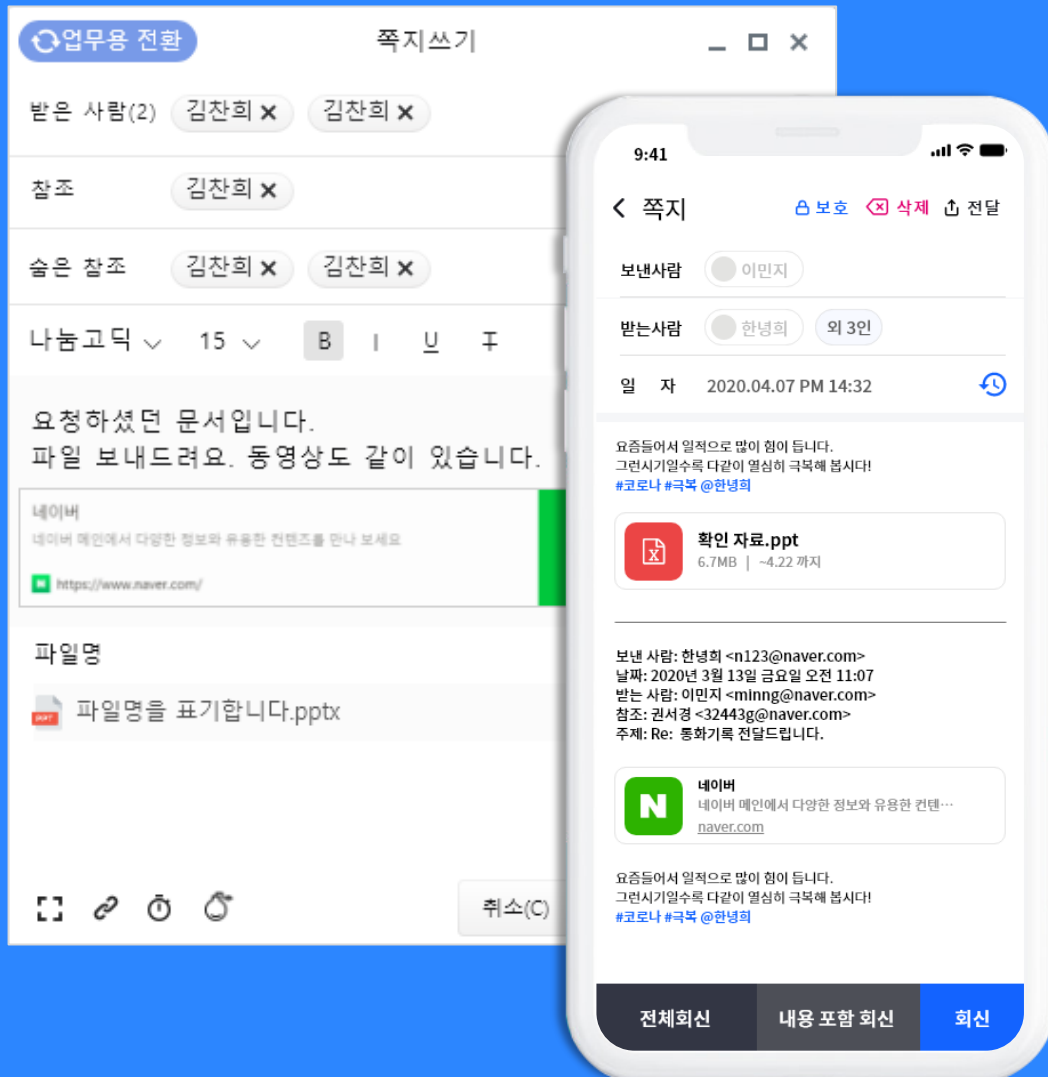 업무용 전환
쪽지쓰기
받은 사람(2) 김찬희 김찬희
참조 김찬희
숨은 참조 김찬희 김찬희
나눔고딕 15 B I U T
요청하셨던 문서입니다.
파일 보내드려요. 동영상도 같이 있습니다.
네이버
네이버 메인에서 다양한 정보와 유용한 컨텐츠를 만나 보세요
N https://www.naver.com/
파일명
PPT 파일명을 표기합니다.pptx
취소(C)
9:41
쪽지 보호 삭제 전달
보낸사람 이민지
받는사람 한녕희 외 3인
일 자 2020.04.07 PM 14:32
요즘들어서 일적으로 많이 힘이 듭니다.
그런시기일수록 다같이 열심히 극복해 봅시다!
#코로나 #극복 @한녕희
X 확인 자료.ppt
6.7MB | ~4.22 까지
보낸 사람: 한녕희 <n123@naver.com>
날짜: 2020년 3월 13일 금요일 오전 11:07
받는 사람: 이민지 <minng@naver.com>
참조: 권서경 <32443g@naver.com>
주제: Re: 통화기록 전달드립니다.
N 네이버
네이버 메인에서 다양한 정보와 유용한 컨텐…
naver.com
요즘들어서 일적으로 많이 힘이 듭니다.
그런시기일수록 다같이 열심히 극복해 봅시다!
#코로나 #극복 @한녕희
전체회신 내용 포함 회신 회신